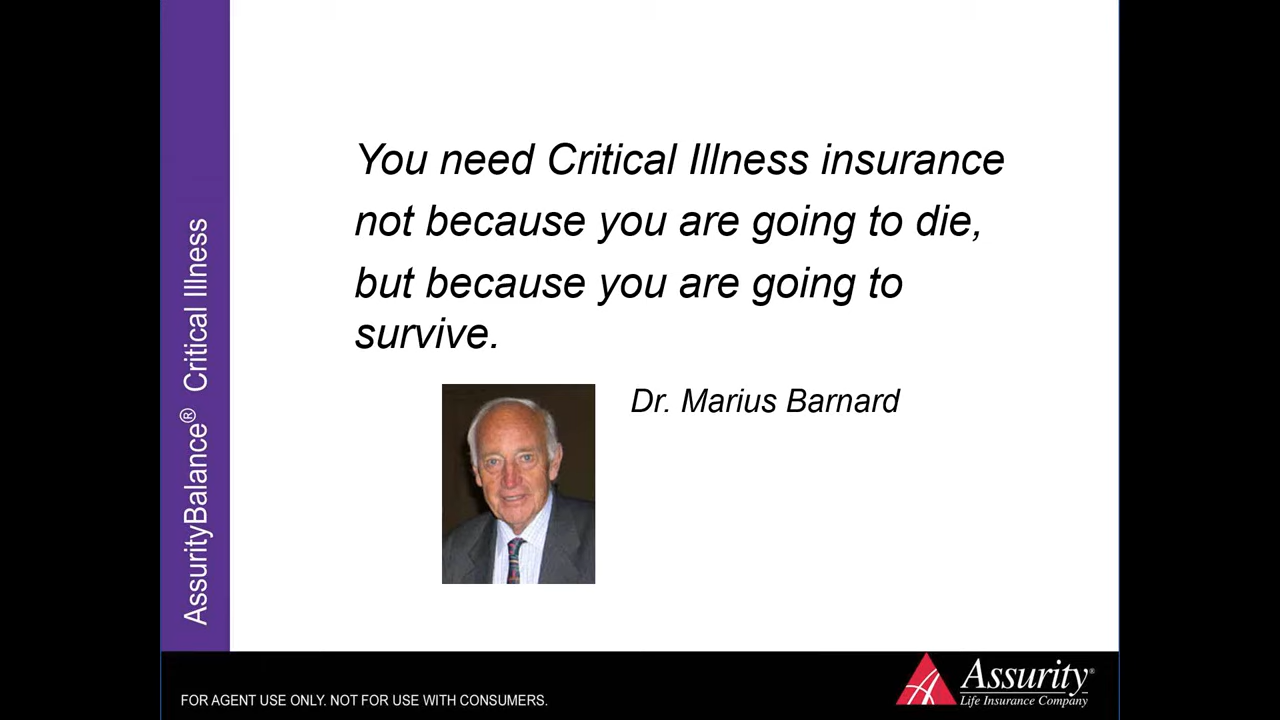 You need Critical Illness insurance
not because you are going to die,
but because you are going to
survive.
Dr. Marius Barnard
AssurityBalance® Critical Illness
FOR AGENT USE ONLY. NOT FOR USE WITH CONSUMERS.
Assurity®
Life Insurance Company